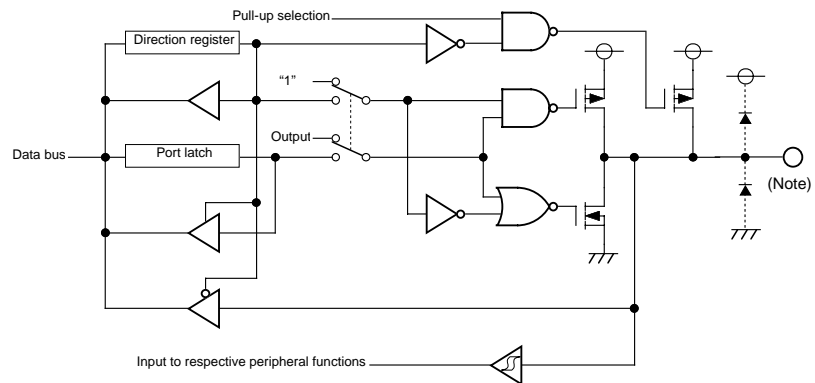 Pull-up selection
Direction register
“1”
Output
Data bus
Port latch
(Note)
Input to respective peripheral functions